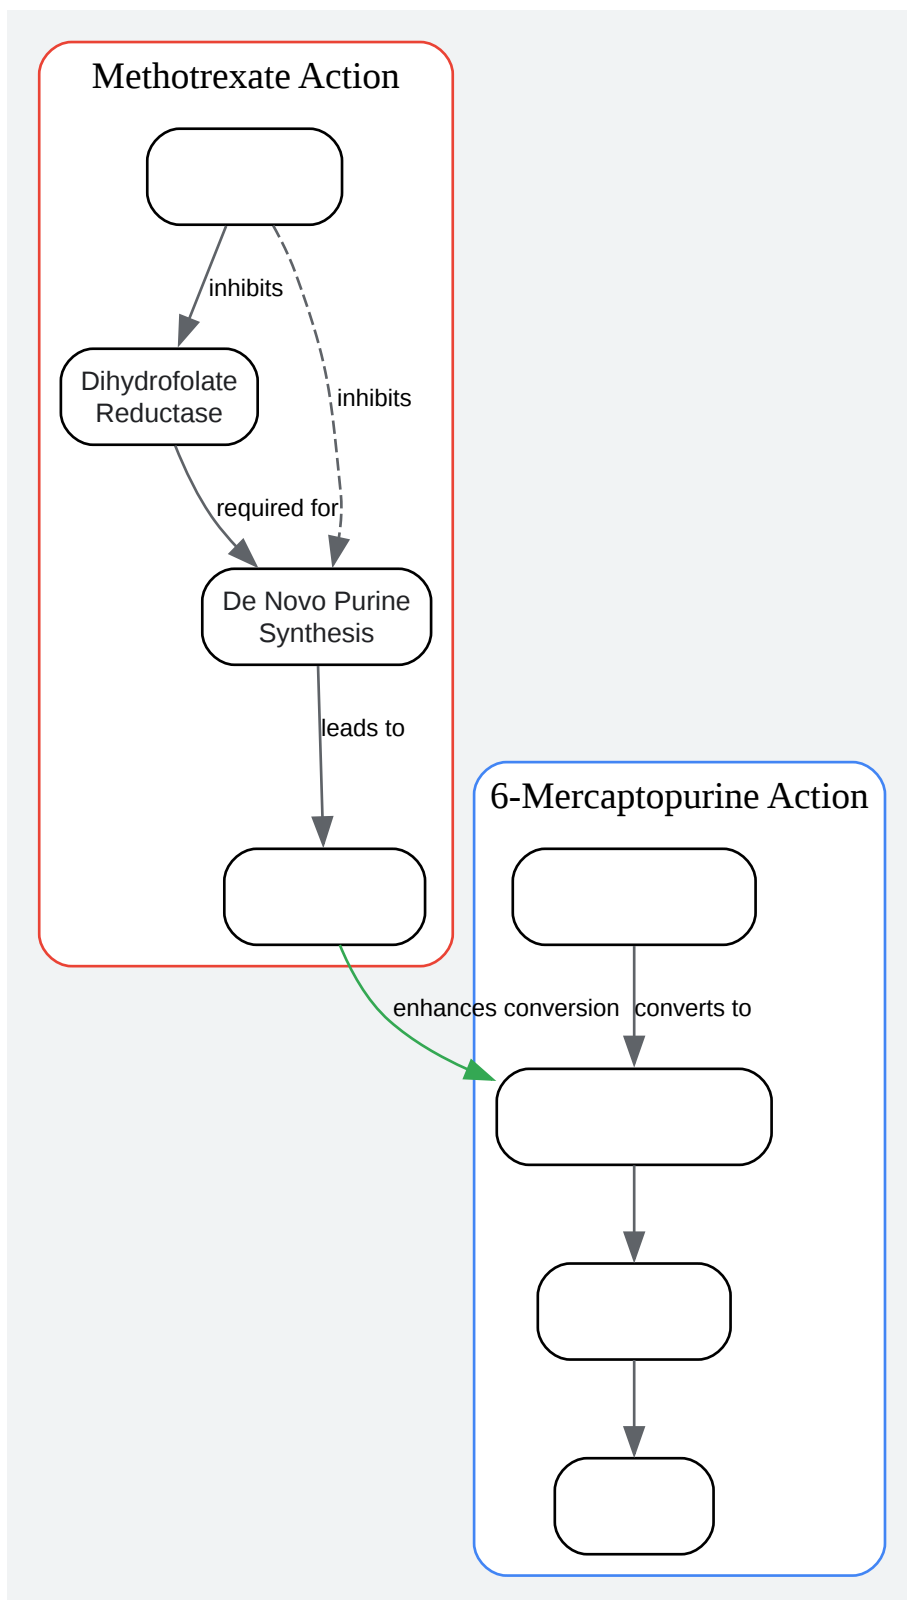 Methotrexate Action
inhibits
Dihydrofolate
Reductase
inhibits
required for
De Novo Purine
Synthesis
leads to
6-Mercaptopurine Action
enhances conversion
converts to